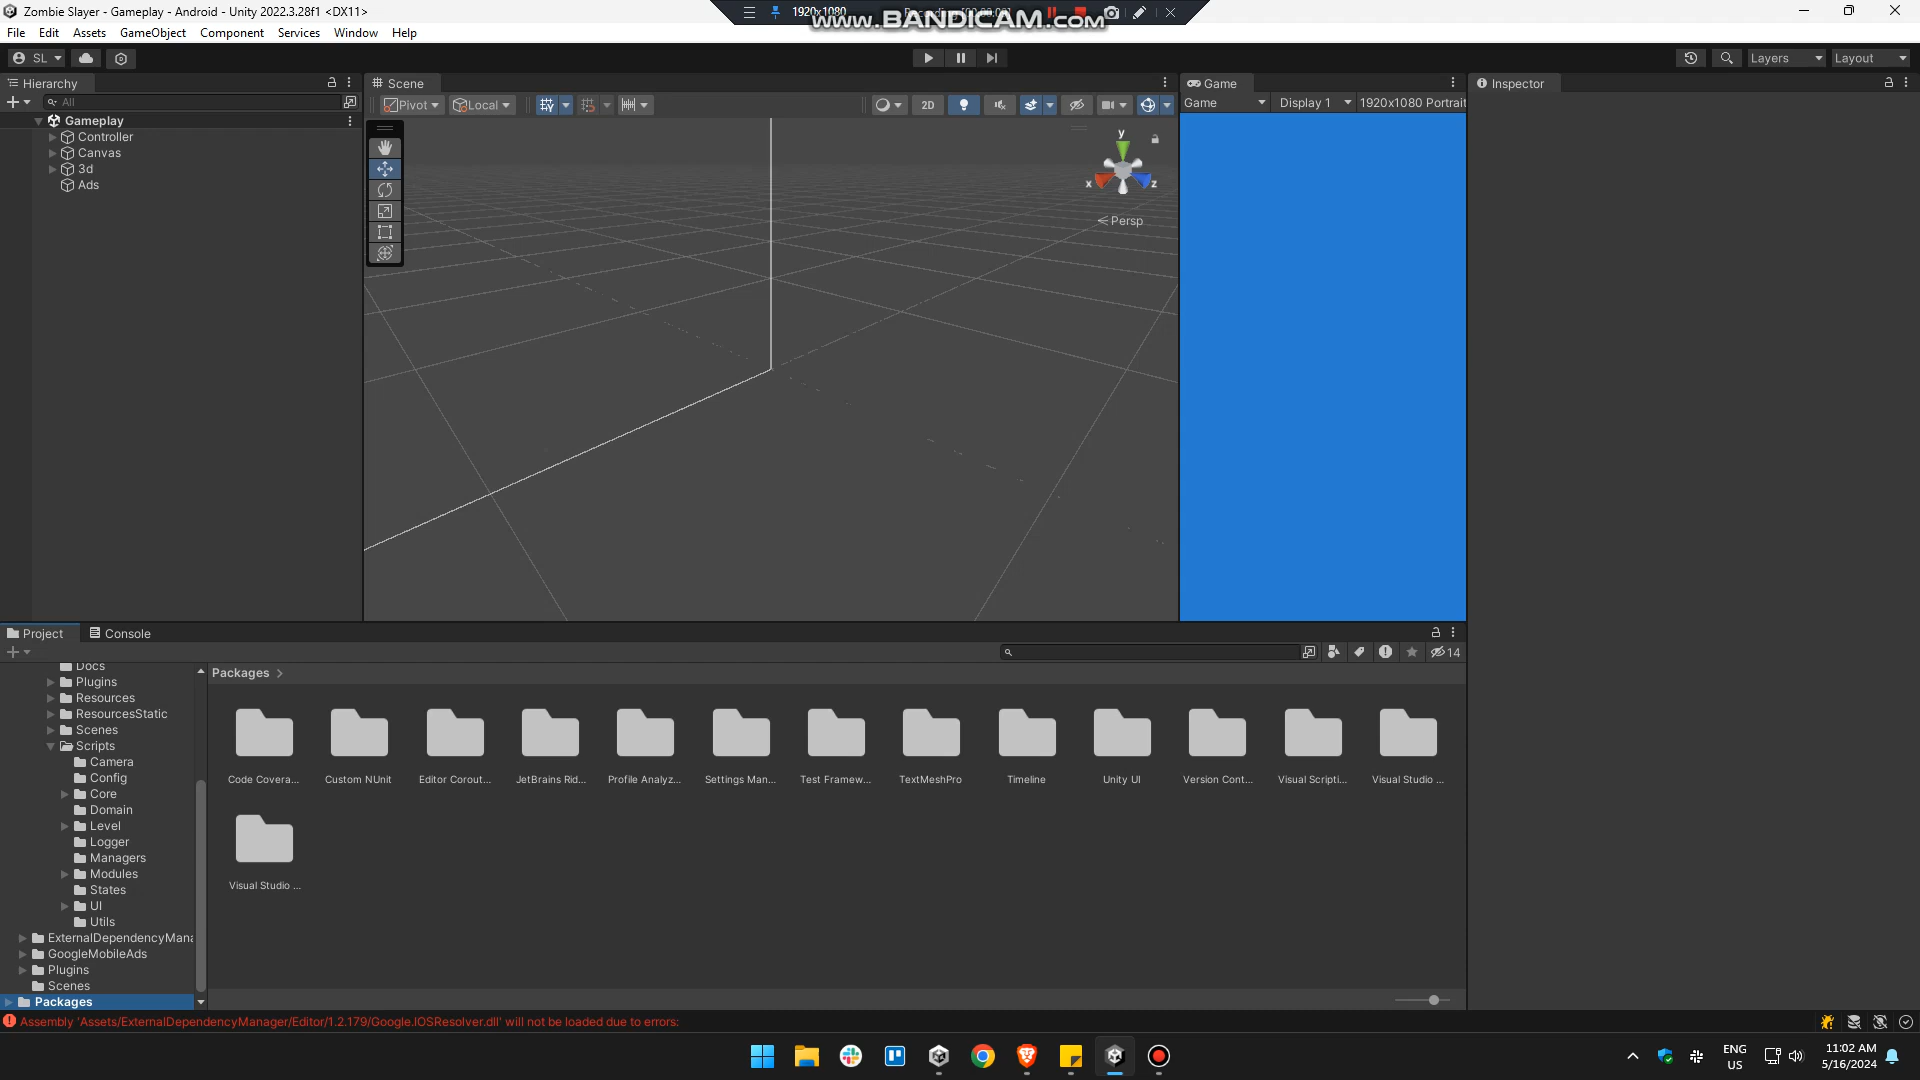 Zombie Slayer - Gameplay - Android - Unity 2022.3.28f1 <DX11>
1920x1080
www.BANDICAM.com
File Edit Assets GameObject Component Services Window Help
SL
Layers Layout
Hierarchy
Scene
Game
Inspector
All
Pivot Local
2D
Game Display 1 1920x1080 Portrait
Gameplay
Controller
Canvas
3d
Ads
y
x
z
Persp
Project
Console
14
Docs
Plugins
Resources
ResourcesStatic
Scenes
Scripts
Camera
Config
Core
Domain
Level
Logger
Managers
Modules
States
UI
Utils
ExternalDependencyMana
GoogleMobileAds
Plugins
Scenes
Packages
Packages
Code Covera...
Custom NUnit
Editor Corout...
JetBrains Rid...
Profile Analyz...
Settings Man...
Test Framew...
TextMeshPro
Timeline
Unity UI
Version Cont...
Visual Scripti...
Visual Studio ...
Visual Studio ...
Assembly 'Assets/ExternalDependencyManager/Editor/1.2.179/Google.IOSResolver.dll' will not be loaded due to errors:
ENG
US
11:02 AM
5/16/2024